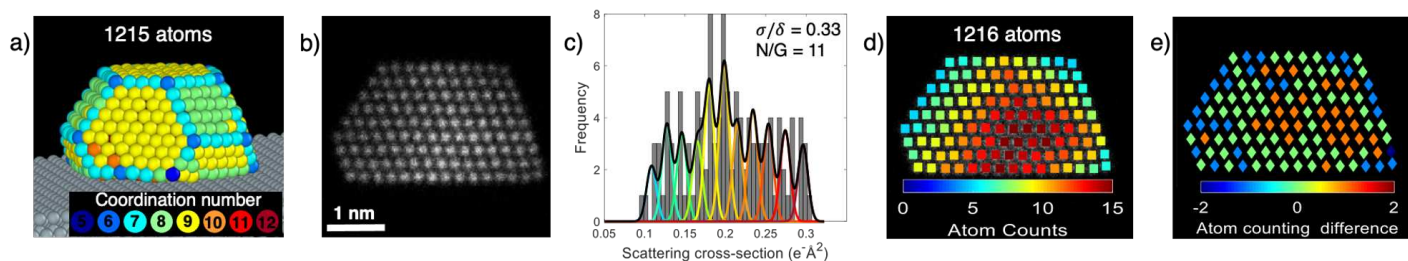 a)
1215 atoms
Coordination number
5 6 7 8 9 10 11 12
b)
1 nm
c)
σ/δ = 0.33
N/G = 11
Frequency
8
6
4
2
0
0.05 0.1 0.15 0.2 0.25 0.3
Scattering cross-section (e⁻Å²)
d)
1216 atoms
0 5 10 15
Atom Counts
e)
-2 0 2
Atom counting difference